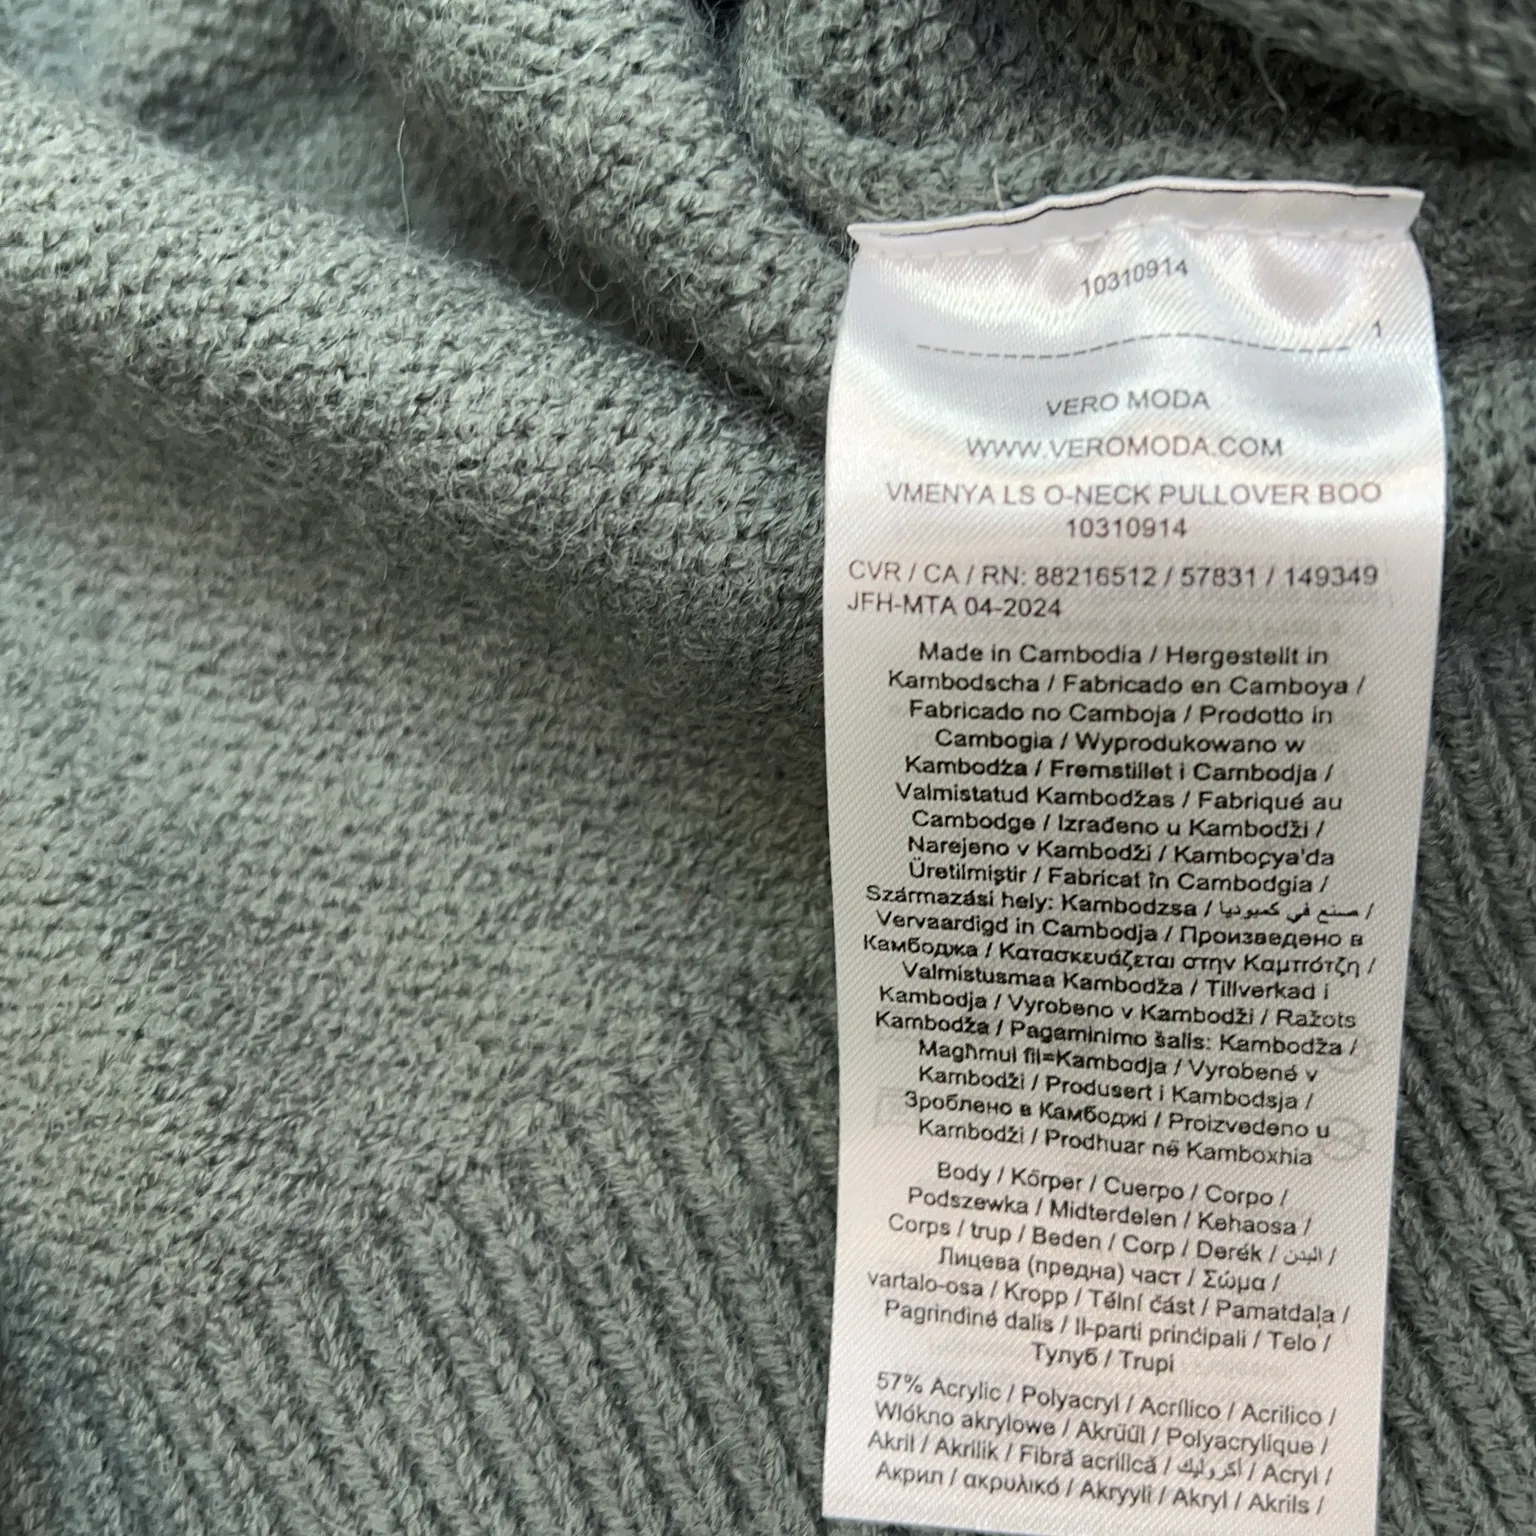 10310914
1
VERO MODA
WWW.VEROMODA.COM
VMENYA LS O-NECK PULLOVER BOO
10310914
CVR / CA / RN: 88216512 / 57831 / 149349
JFH-MTA 04-2024
Made in Cambodia / Hergestellt in
Kambodscha / Fabricado en Camboya /
Fabricado no Camboja / Prodotto in
Cambogia / Wyprodukowano w
Kambodża / Fremstillet i Cambodja /
Valmistatud Kambodžas / Fabriqué au
Cambodge / Izrađeno u Kambodži /
Narejeno v Kambodži / Kamboçya'da
Üretilmiştir / Fabricat în Cambodgia /
Származási hely: Kambodzsa / صنع في كمبوديا /
Vervaardigd in Cambodja / Произведено в
Камбоджа / Κατασκευάζεται στην Καμπότζη /
Valmistusmaa Kambodža / Tillverkad i
Kambodja / Vyrobeno v Kambodži / Ražots
Kambodža / Pagaminimo šalis: Kambodža /
Magħmul fil=Kambodja / Vyrobené v
Kambodži / Produsert i Kambodsja /
Зроблено в Камбоджі / Proizvedeno u
Kambodži / Prodhuar në Kamboxhia
Body / Körper / Cuerpo / Corpo /
Podszewka / Midterdelen / Kehaosa /
Corps / trup / Beden / Corp / Derék / البدن /
Лицева (предна) част / Σώμα /
vartalo-osa / Kropp / Tělní část / Pamatdaļa /
Pagrindinė dalis / Il-parti prinċipali / Telo /
Тулуб / Trupi
57% Acrylic / Polyacryl / Acrílico / Acrilico /
Włókno akrylowe / Akrüül / Polyacrylique /
Akril / Akrilik / Fibră acrilică / أكروليك / Acryl /
Акрил / ακρυλικό / Akryyli / Akryl / Akrils /